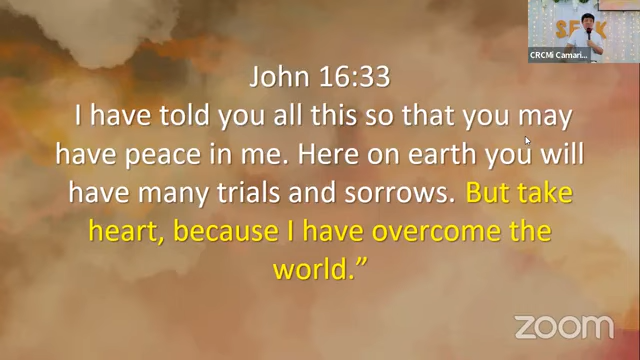 SEEK
CRCMi Camari...
John 16:33
I have told you all this so that you may
have peace in me. Here on earth you will
have many trials and sorrows. But take
heart, because I have overcome the
world.”
zoom